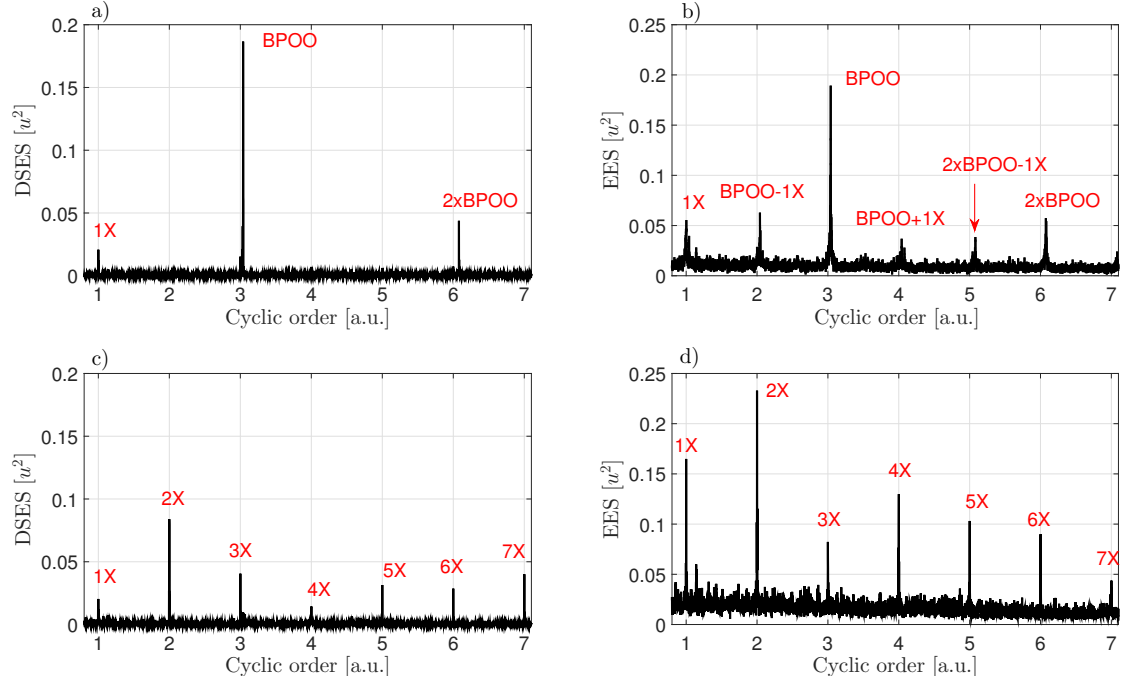 a)
0.2
0.15
0.1
0.05
0
DSES [u²]
BPOO
1X
2xBPOO
1 2 3 4 5 6 7
Cyclic order [a.u.]
b)
0.25
0.2
0.15
0.1
0.05
0
EES [u²]
BPOO
2xBPOO-1X
BPOO-1X
1X
2xBPOO
BPOO+1X
1 2 3 4 5 6 7
Cyclic order [a.u.]
c)
0.2
0.15
0.1
0.05
0
DSES [u²]
2X
3X
7X
1X
5X
6X
4X
1 2 3 4 5 6 7
Cyclic order [a.u.]
d)
0.25
0.2
0.15
0.1
0.05
0
EES [u²]
2X
1X
4X
3X
5X
6X
7X
1 2 3 4 5 6 7
Cyclic order [a.u.]